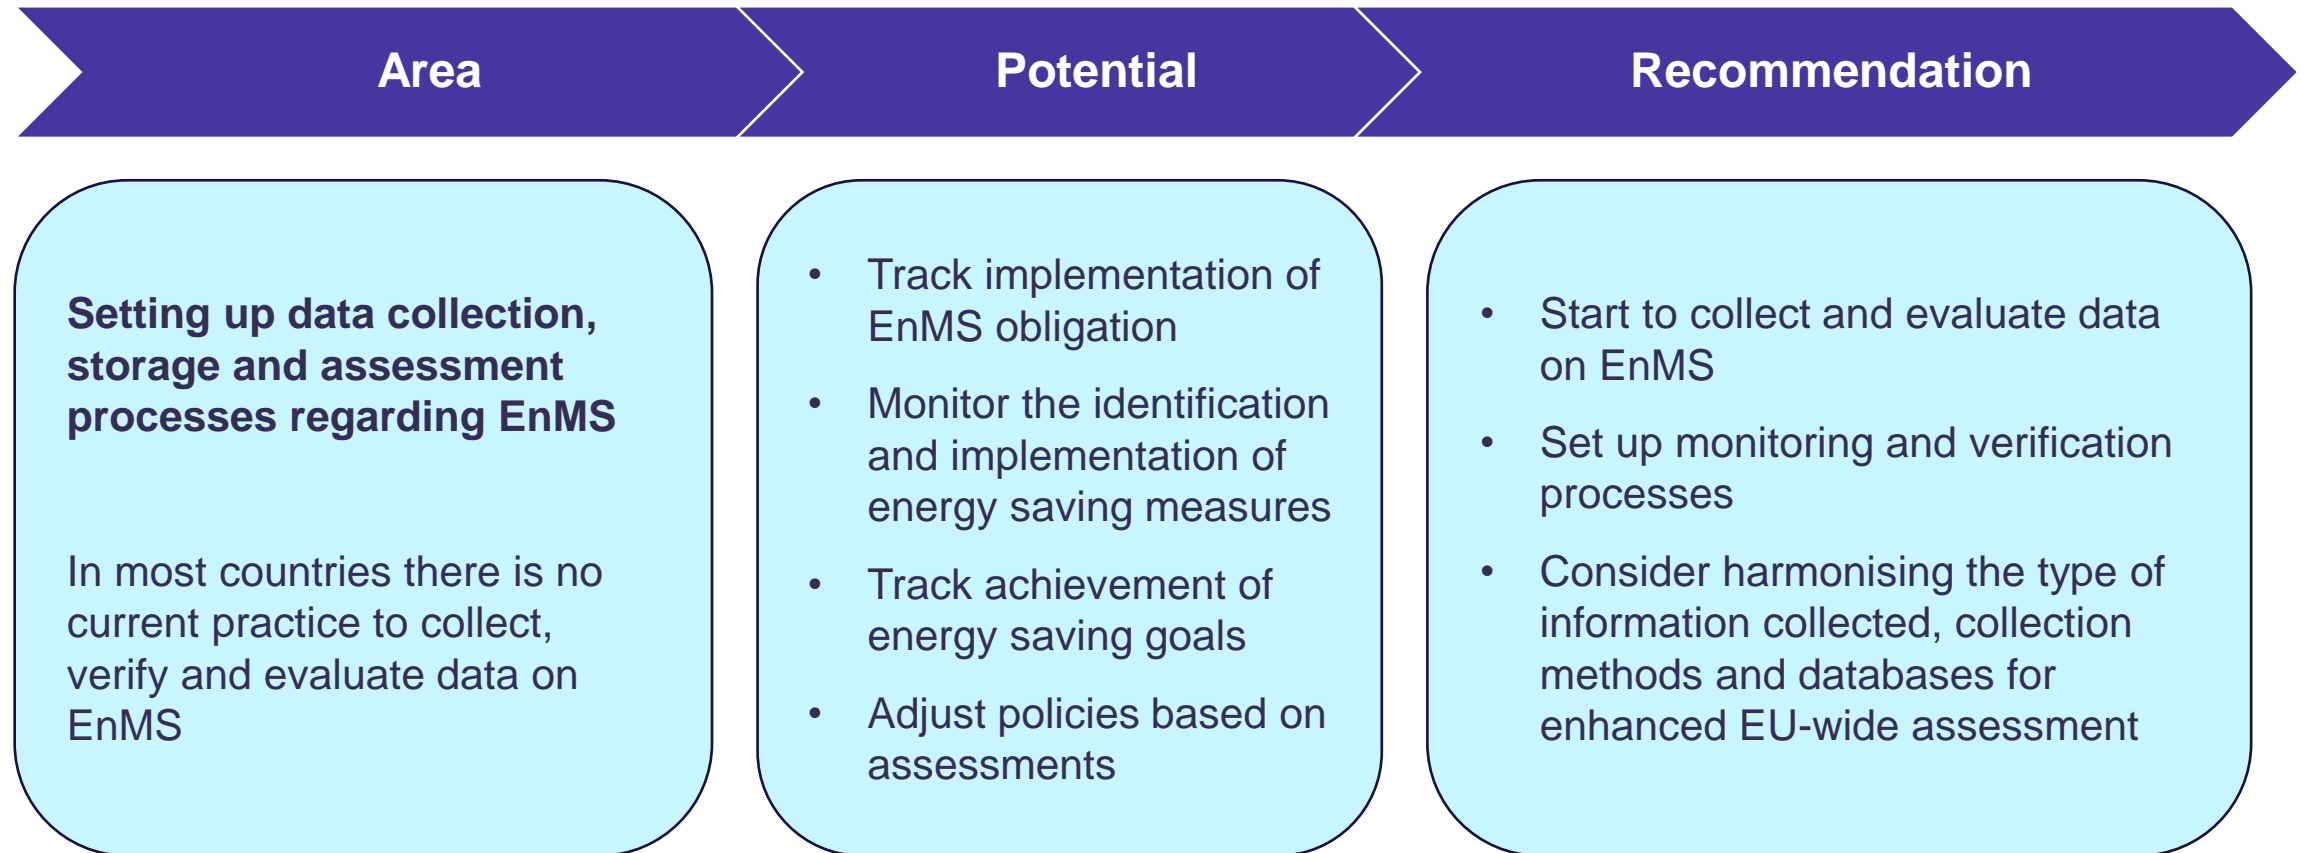 Area
Potential
Recommendation
Setting up data collection,
storage and assessment
processes regarding EnMS
In most countries there is no
current practice to collect,
verify and evaluate data on
EnMS
• Track implementation of
EnMS obligation
• Monitor the identification
and implementation of
energy saving measures
• Track achievement of
energy saving goals
• Adjust policies based on
assessments
• Start to collect and evaluate data
on EnMS
• Set up monitoring and verification
processes
• Consider harmonising the type of
information collected, collection
methods and databases for
enhanced EU-wide assessment